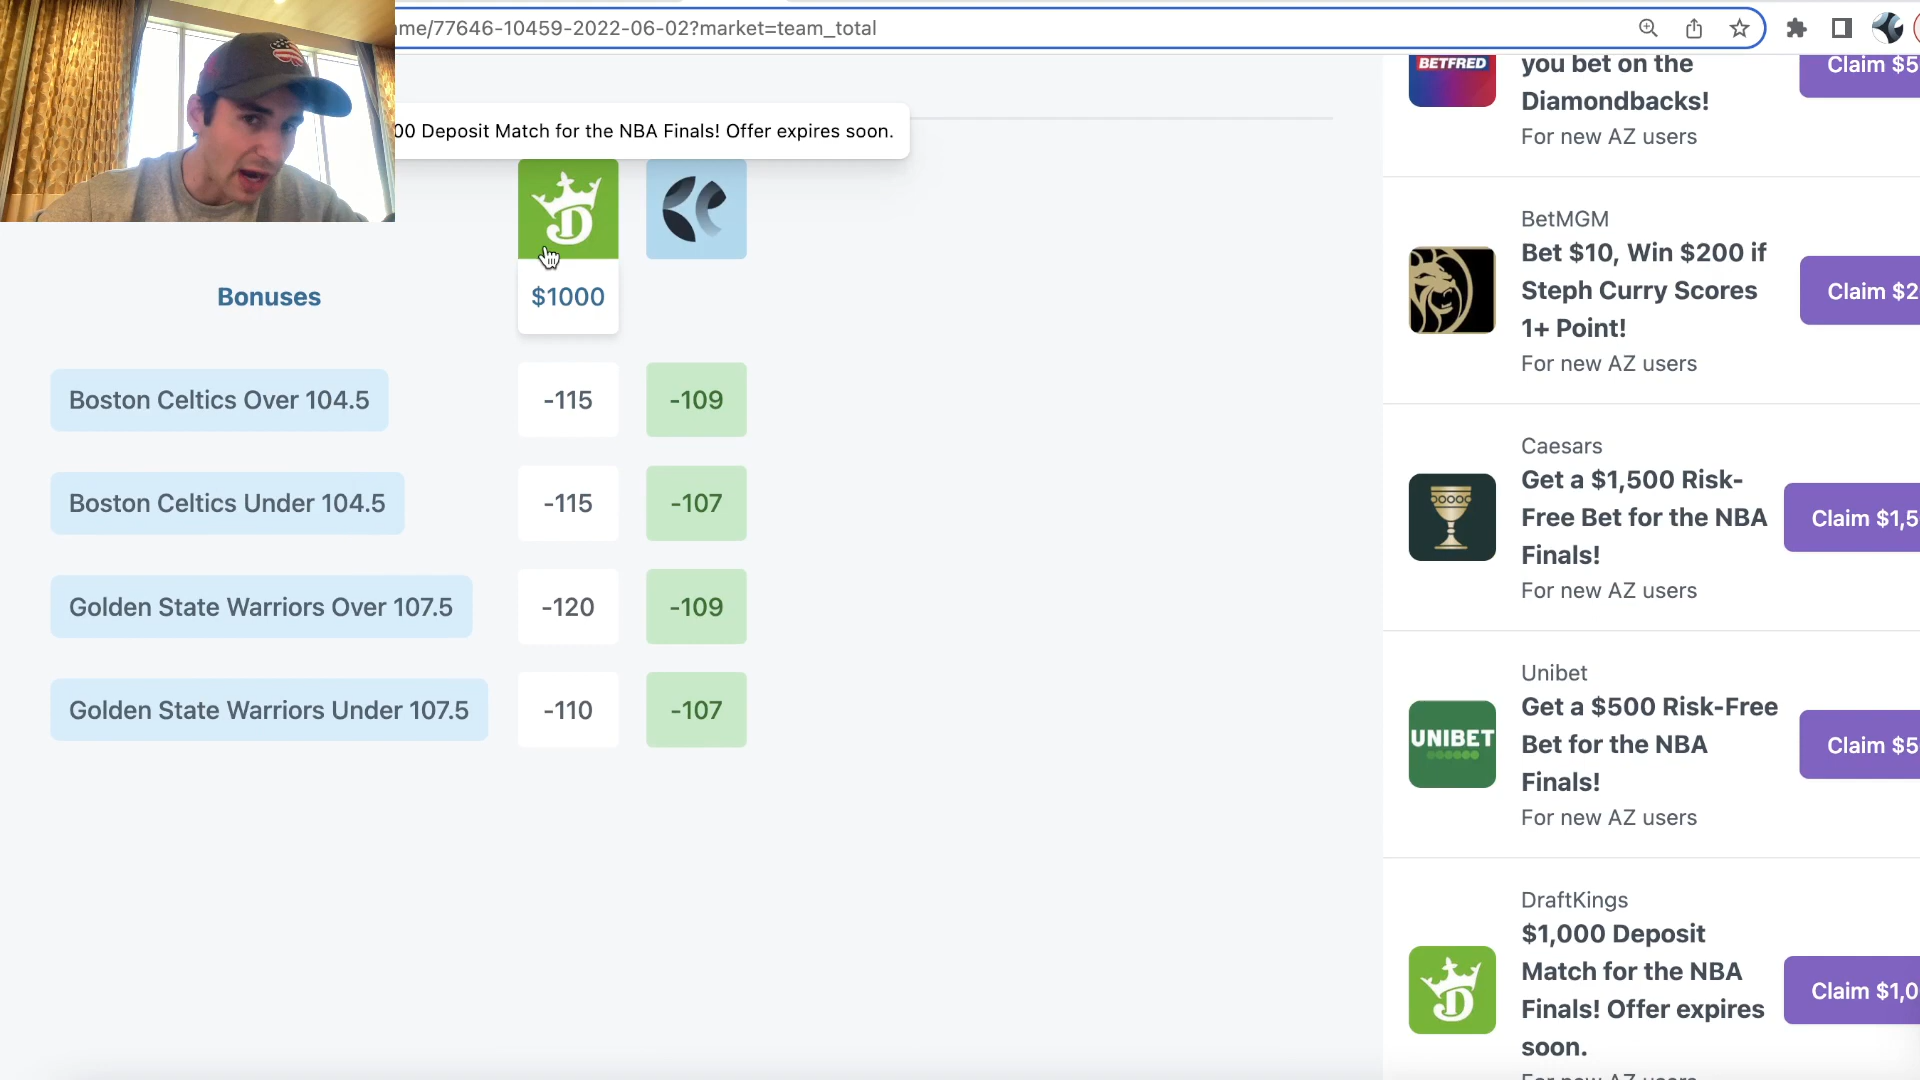 me/77646-10459-2022-06-02?market=team_total
00 Deposit Match for the NBA Finals! Offer expires soon.
Bonuses
$1000
Boston Celtics Over 104.5
-115
-109
Boston Celtics Under 104.5
-115
-107
Golden State Warriors Over 107.5
-120
-109
Golden State Warriors Under 107.5
-110
-107
BETFRED
you bet on the
Diamondbacks!
For new AZ users
Claim $5
BetMGM
Bet $10, Win $200 if
Steph Curry Scores
1+ Point!
For new AZ users
Claim $2
Caesars
Get a $1,500 Risk-
Free Bet for the NBA
Finals!
For new AZ users
Claim $1,5
UNIBET
Unibet
Get a $500 Risk-Free
Bet for the NBA
Finals!
For new AZ users
Claim $5
DraftKings
$1,000 Deposit
Match for the NBA
Finals! Offer expires
soon.
For new AZ users
Claim $1,0